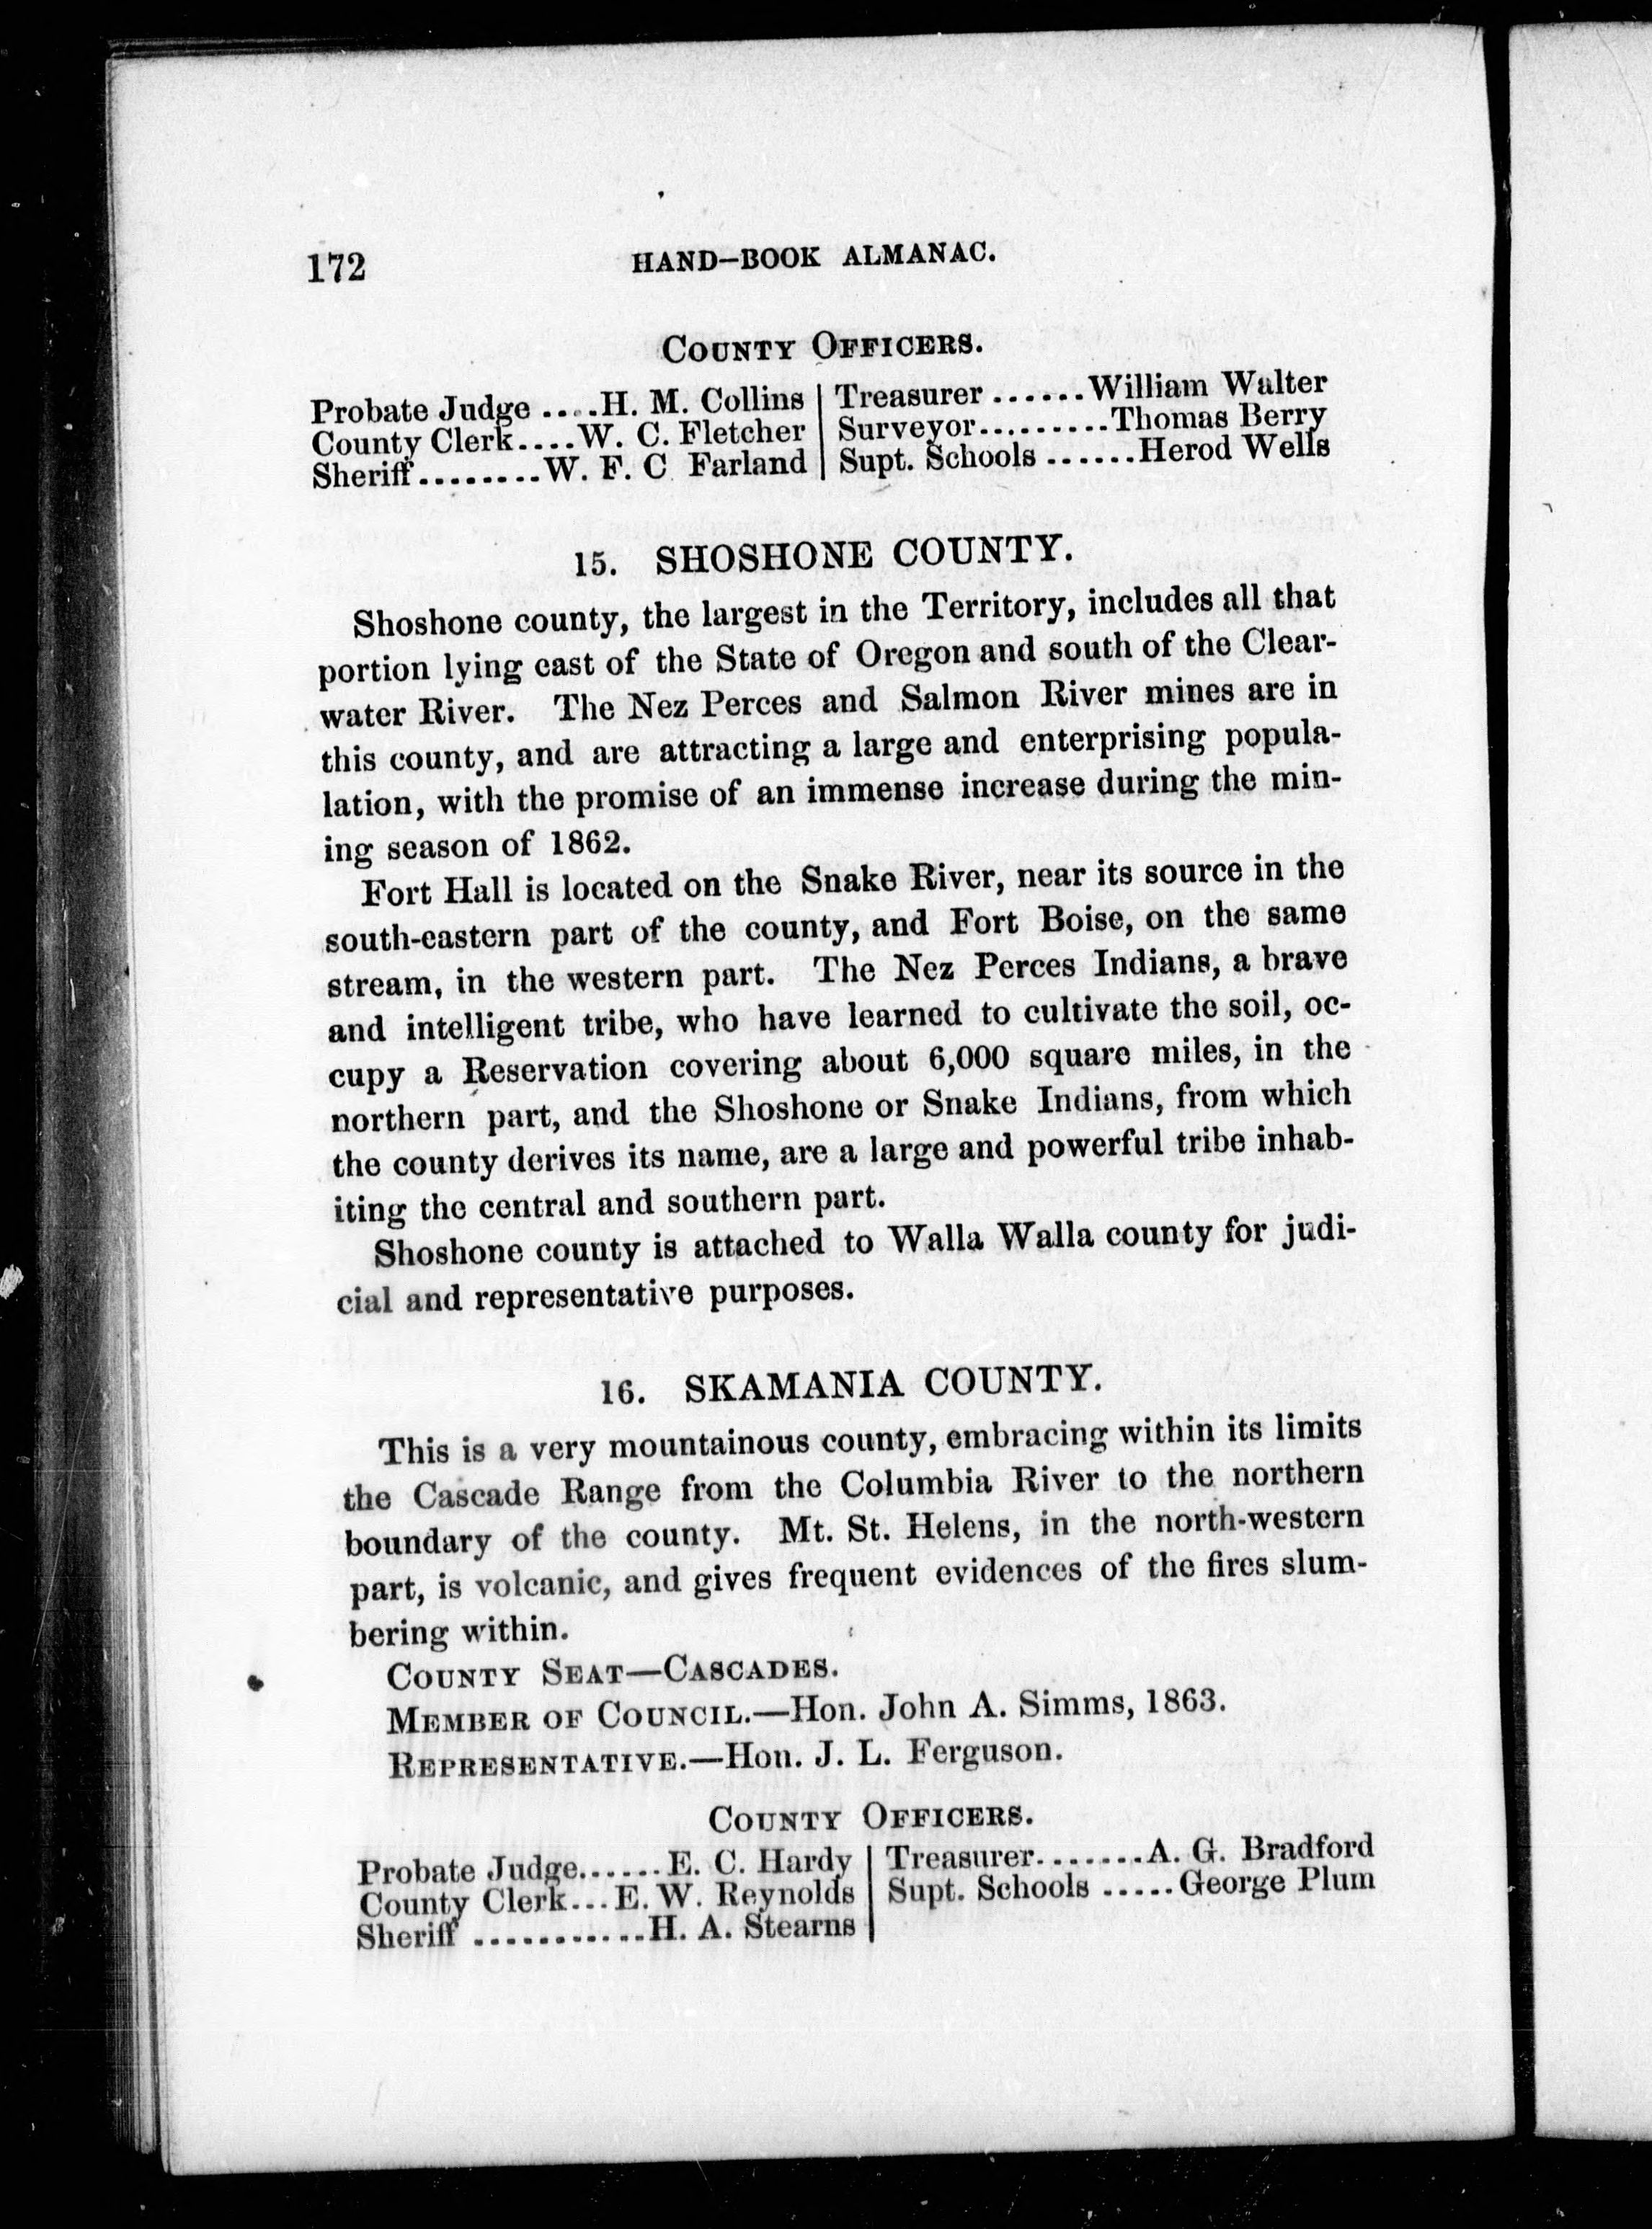 172 HAND-BOOK ALMANAC.
COUNTY OFFICERS.
Probate Judge ....H. M. Collins | Treasurer ......William Walter
County Clerk....W. C. Fletcher | Surveyor.........Thomas Berry
Sheriff........W. F. C Farland | Supt. Schools ......Herod Wells
15. SHOSHONE COUNTY.
Shoshone county, the largest in the Territory, includes all that
portion lying east of the State of Oregon and south of the Clear-
water River. The Nez Perces and Salmon River mines are in
this county, and are attracting a large and enterprising popula-
lation, with the promise of an immense increase during the min-
ing season of 1862.
Fort Hall is located on the Snake River, near its source in the
south-eastern part of the county, and Fort Boise, on the same
stream, in the western part. The Nez Perces Indians, a brave
and intelligent tribe, who have learned to cultivate the soil, oc-
cupy a Reservation covering about 6,000 square miles, in the
northern part, and the Shoshone or Snake Indians, from which
the county derives its name, are a large and powerful tribe inhab-
iting the central and southern part.
Shoshone county is attached to Walla Walla county for judi-
cial and representative purposes.
16. SKAMANIA COUNTY.
This is a very mountainous county, embracing within its limits
the Cascade Range from the Columbia River to the northern
boundary of the county. Mt. St. Helens, in the north-western
part, is volcanic, and gives frequent evidences of the fires slum-
bering within.
COUNTY SEAT—CASCADES.
MEMBER OF COUNCIL.—Hon. John A. Simms, 1863.
REPRESENTATIVE.—Hon. J. L. Ferguson.
COUNTY OFFICERS.
Probate Judge......E. C. Hardy | Treasurer.......A. G. Bradford
County Clerk...E. W. Reynolds | Supt. Schools .....George Plum
Sheriff ...........H. A. Stearns |